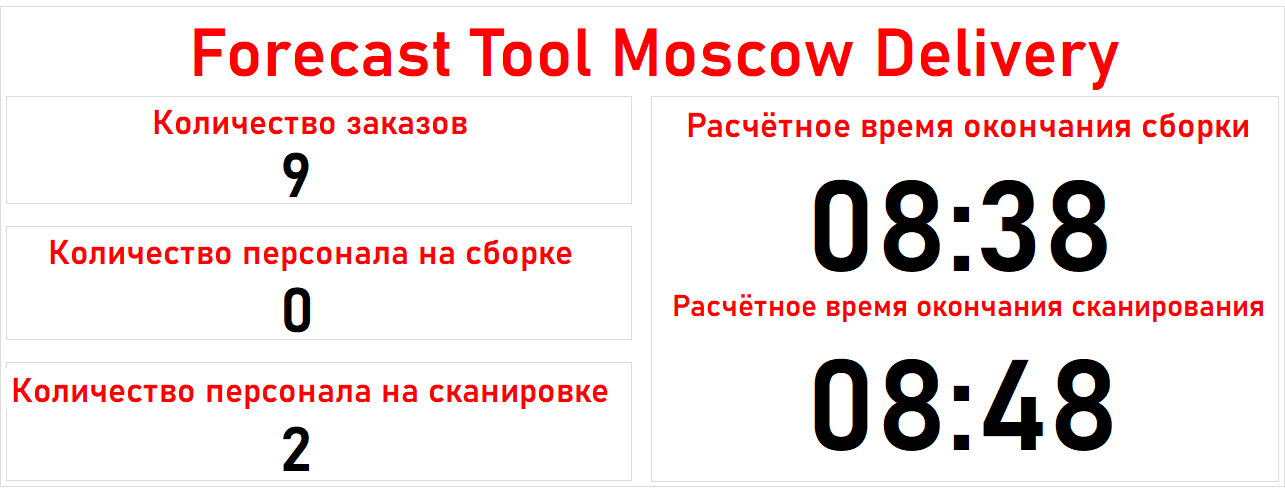 Forecast Tool Moscow Delivery
Количество заказов
9
Количество персонала на сборке
0
Количество персонала на сканировке
2
Расчётное время окончания сборки
08:38
Расчётное время окончания сканирования
08:48